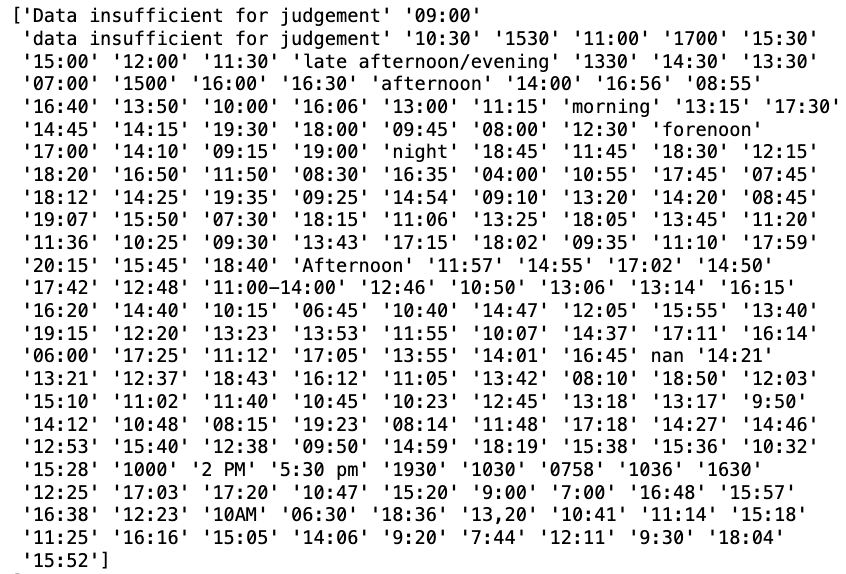 ['Data insufficient for judgement' '09:00'
'data insufficient for judgement' '10:30' '1530' '11:00' '1700' '15:30'
'15:00' '12:00' '11:30' 'late afternoon/evening' '1330' '14:30' '13:30'
'07:00' '1500' '16:00' '16:30' 'afternoon' '14:00' '16:56' '08:55'
'16:40' '13:50' '10:00' '16:06' '13:00' '11:15' 'morning' '13:15' '17:30'
'14:45' '14:15' '19:30' '18:00' '09:45' '08:00' '12:30' 'forenoon'
'17:00' '14:10' '09:15' '19:00' 'night' '18:45' '11:45' '18:30' '12:15'
'18:20' '16:50' '11:50' '08:30' '16:35' '04:00' '10:55' '17:45' '07:45'
'18:12' '14:25' '19:35' '09:25' '14:54' '09:10' '13:20' '14:20' '08:45'
'19:07' '15:50' '07:30' '18:15' '11:06' '13:25' '18:05' '13:45' '11:20'
'11:36' '10:25' '09:30' '13:43' '17:15' '18:02' '09:35' '11:10' '17:59'
'20:15' '15:45' '18:40' 'Afternoon' '11:57' '14:55' '17:02' '14:50'
'17:42' '12:48' '11:00-14:00' '12:46' '10:50' '13:06' '13:14' '16:15'
'16:20' '14:40' '10:15' '06:45' '10:40' '14:47' '12:05' '15:55' '13:40'
'19:15' '12:20' '13:23' '13:53' '11:55' '10:07' '14:37' '17:11' '16:14'
'06:00' '17:25' '11:12' '17:05' '13:55' '14:01' '16:45' nan '14:21'
'13:21' '12:37' '18:43' '16:12' '11:05' '13:42' '08:10' '18:50' '12:03'
'15:10' '11:02' '11:40' '10:45' '10:23' '12:45' '13:18' '13:17' '9:50'
'14:12' '10:48' '08:15' '19:23' '08:14' '11:48' '17:18' '14:27' '14:46'
'12:53' '15:40' '12:38' '09:50' '14:59' '18:19' '15:38' '15:36' '10:32'
'15:28' '1000' '2 PM' '5:30 pm' '1930' '1030' '0758' '1036' '1630'
'12:25' '17:03' '17:20' '10:47' '15:20' '9:00' '7:00' '16:48' '15:57'
'16:38' '12:23' '10AM' '06:30' '18:36' '13,20' '10:41' '11:14' '15:18'
'11:25' '16:16' '15:05' '14:06' '9:20' '7:44' '12:11' '9:30' '18:04'
'15:52']